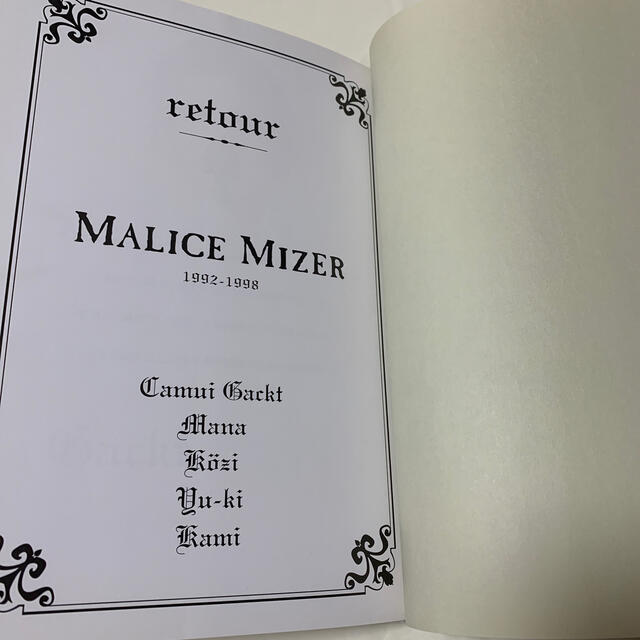 retour
MALICE MIZER
1992-1998
Camui Gackt
Mana
Közi
Yu-ki
Kami